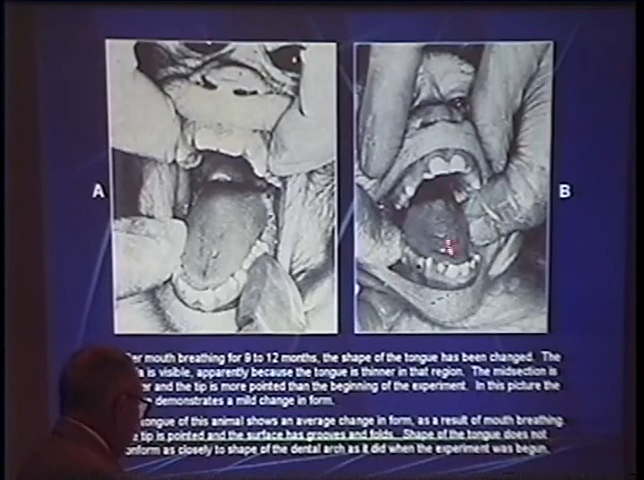 A
B
mouth breathing for 9 to 12 months, the shape of the tongue has been changed. The
is visible, apparently because the tongue is thinner in that region. The midsection is
and the tip is more pointed than the beginning of the experiment. In this picture the
demonstrates a mild change in form.
tongue of this animal shows an average change in form, as a result of mouth breathing.
tip is pointed and the surface has grooves and folds. Shape of the tongue does not
as closely to shape of the dental arch as it did when the experiment was begun.